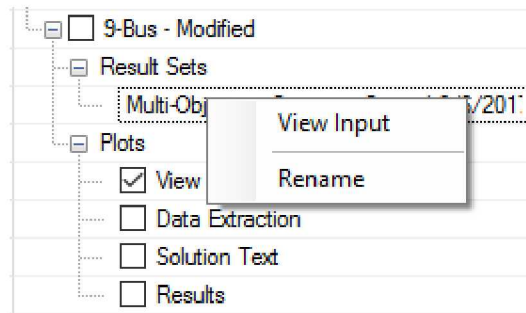 9-Bus - Modified
Result Sets
Multi-Obj
View Input
Rename
Plots
View
Data Extraction
Solution Text
Results